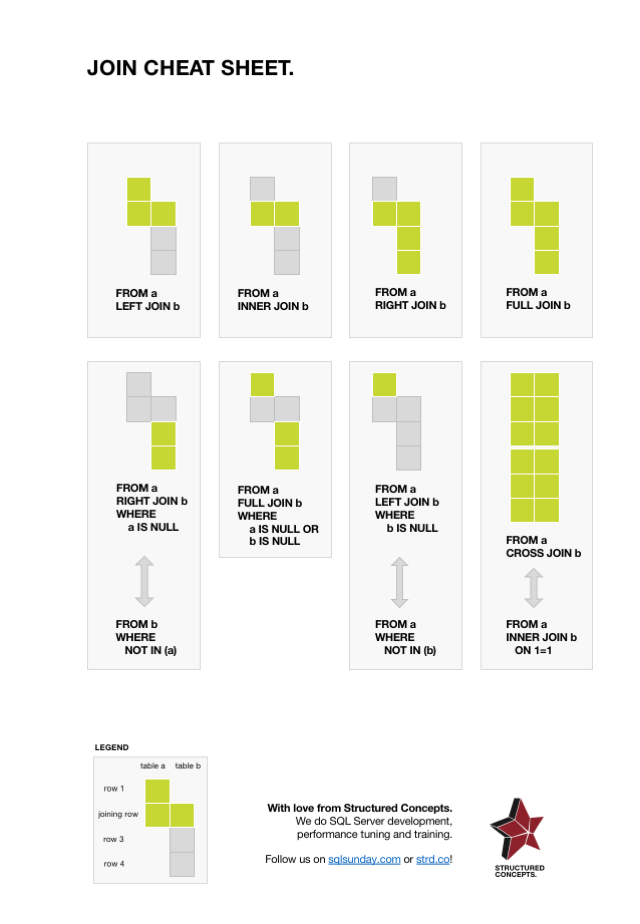 JOIN CHEAT SHEET.
FROM a
LEFT JOIN b
FROM a
INNER JOIN b
FROM a
RIGHT JOIN b
FROM a
FULL JOIN b
FROM a
RIGHT JOIN b
WHERE
a IS NULL
FROM b
WHERE
NOT IN (a)
FROM a
FULL JOIN b
WHERE
a IS NULL OR
b IS NULL
FROM a
LEFT JOIN b
WHERE
b IS NULL
FROM a
WHERE
NOT IN (b)
FROM a
CROSS JOIN b
FROM a
INNER JOIN b
ON 1=1
LEGEND
table a table b
row 1
joining row
row 3
row 4
With love from Structured Concepts.
We do SQL Server development,
performance tuning and training.
Follow us on sqlsunday.com or strd.co!
STRUCTURED
CONCEPTS.